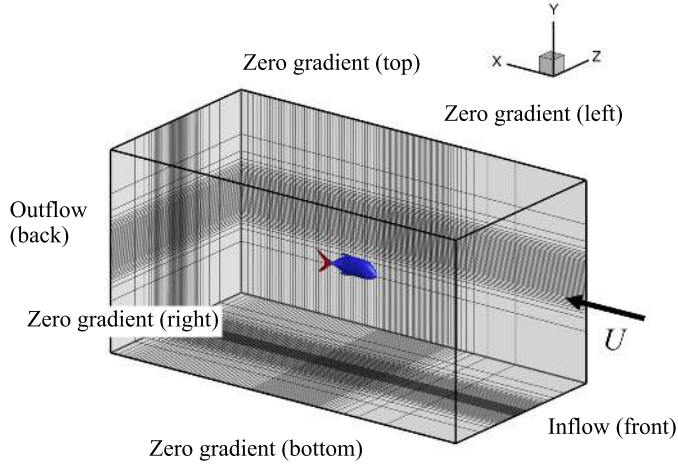 Y
X
Z
Zero gradient (top)
Zero gradient (left)
Outflow
(back)
Zero gradient (right)
U
Inflow (front)
Zero gradient (bottom)